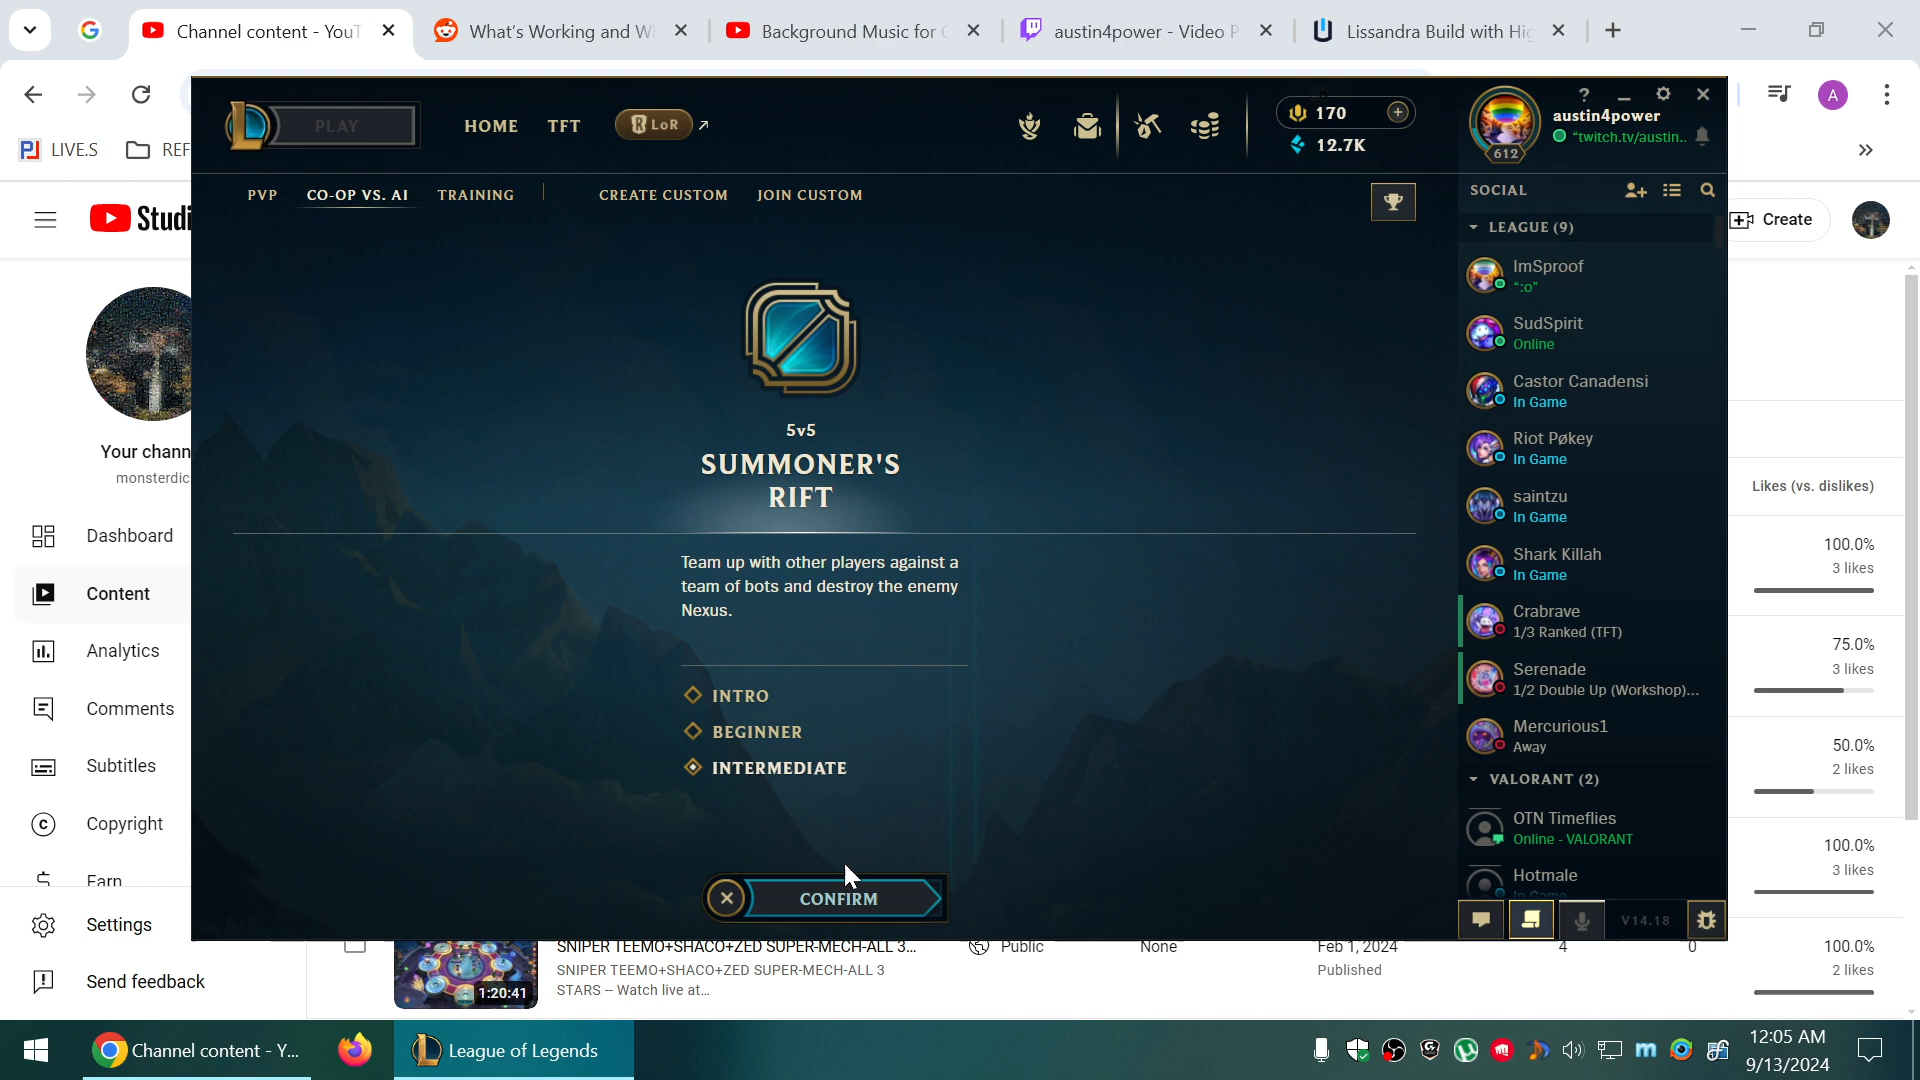 Channel content - YouT
What's Working and W
Background Music for
austin4power - Video P
Lissandra Build with Hig
LIVE.S
REF
A
PLAY
HOME
TFT
LoR
170
12.7K
612
austin4power
"twitch.tv/austin..
PVP
CO-OP VS. AI
TRAINING
CREATE CUSTOM
JOIN CUSTOM
SOCIAL
Studi
Create
LEAGUE (9)
ImSproof
":o"
SudSpirit
Online
Castor Canadensi
In Game
Riot Pøkey
In Game
saintzu
In Game
Shark Killah
In Game
Crabrave
1/3 Ranked (TFT)
Serenade
1/2 Double Up (Workshop)...
Mercurious1
Away
VALORANT (2)
OTN Timeflies
Online - VALORANT
Hotmale
In Game
V14.18
5v5
SUMMONER'S
RIFT
Team up with other players against a
team of bots and destroy the enemy
Nexus.
INTRO
BEGINNER
INTERMEDIATE
CONFIRM
Your chann
monsterdic
Dashboard
Content
Analytics
Comments
Subtitles
Copyright
Earn
Settings
Send feedback
Likes (vs. dislikes)
100.0%
3 likes
75.0%
3 likes
50.0%
2 likes
100.0%
3 likes
100.0%
2 likes
SNIPER TEEMO+SHACO+ZED SUPER-MECH-ALL 3...
SNIPER TEEMO+SHACO+ZED SUPER-MECH-ALL 3
STARS -- Watch live at...
1:20:41
Public
None
Feb 1, 2024
Published
4
0
Channel content - Y...
League of Legends
12:05 AM
9/13/2024